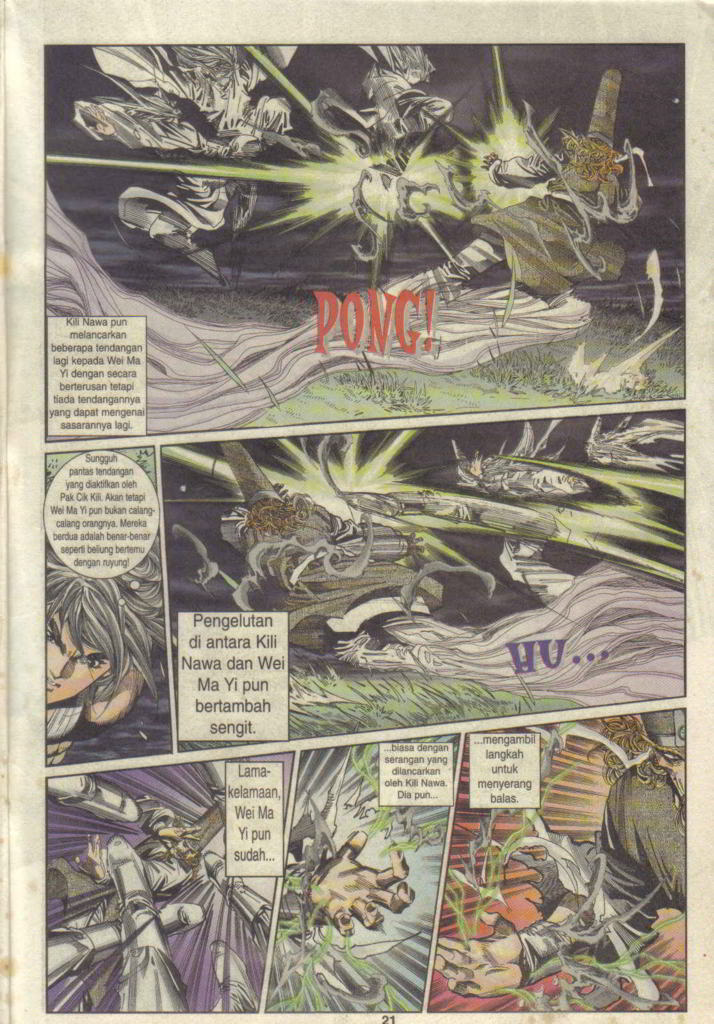 PONG!
Kili Nawa pun
melancarkan
beberapa tendangan
lagi kepada Wei Ma
Yi dengan secara
berterusan tetapi
tiada tendangannya
yang dapat mengenai
sasarannya lagi.
Sungguh
pantas tendangan
yang diaktifkan oleh
Pak Cik Kili. Akan tetapi
Wei Ma Yi pun bukan calang-
calang orangnya. Mereka
berdua adalah benar-benar
seperti beliung bertemu
dengan ruyung!
Pengelutan
di antara Kili
Nawa dan Wei
Ma Yi pun
bertambah
sengit.
HU...
Lama-
kelamaan,
Wei Ma
Yi pun
sudah...
...biasa dengan
serangan yang
dilancarkan
oleh Kili Nawa.
Dia pun...
...mengambil
langkah
untuk
menyerang
balas.
21